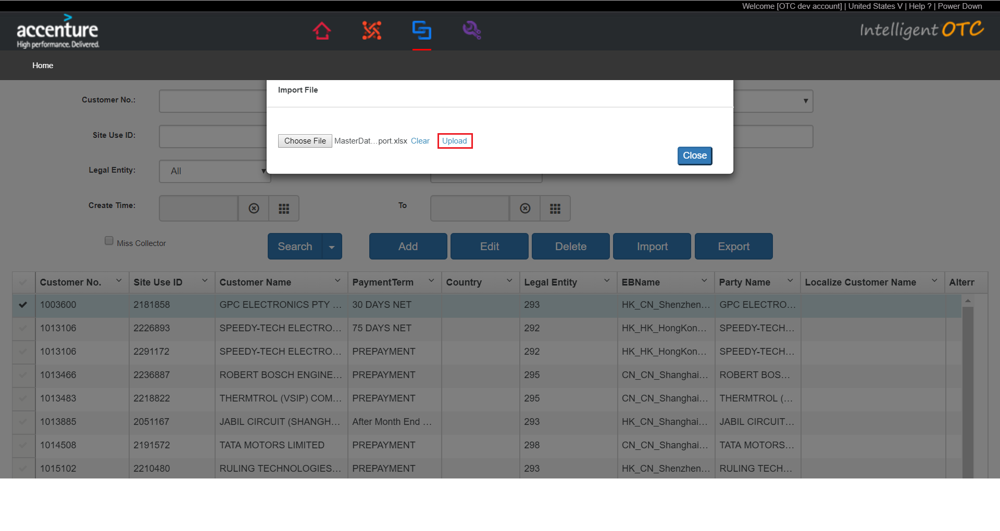 Welcome [OTC dev account] | United States V | Help ? | Power Down
accenture
High performance. Delivered.
Intelligent OTC
Home
Import File
Customer No.:
Site Use ID:
Choose File MasterDat...port.xlsx Clear Upload
Close
Legal Entity: All
Create Time: To
Miss Collector Search Add Edit Delete Import Export
Customer No. Site Use ID Customer Name PaymentTerm Country Legal Entity EBName Party Name Localize Customer Name Altern
1003600 2181858 GPC ELECTRONICS PTY ... 30 DAYS NET 293 HK_CN_Shenzhen... GPC ELECTRO...
1013106 2226893 SPEEDY-TECH ELECTRO... 75 DAYS NET 292 HK_HK_HongKon... SPEEDY-TECH...
1013106 2291172 SPEEDY-TECH ELECTRO... PREPAYMENT 292 HK_HK_HongKon... SPEEDY-TECH...
1013466 2236887 ROBERT BOSCH ENGINE... PREPAYMENT 295 CN_CN_Shanghai... ROBERT BOS...
1013483 2218822 THERMTROL (VSIP) COM... PREPAYMENT 295 CN_CN_Shanghai... THERMTROL (...
1013885 2051167 JABIL CIRCUIT (SHANGH... After Month End ... 293 HK_CN_Shanghai... JABIL CIRCUIT...
1014508 2191572 TATA MOTORS LIMITED PREPAYMENT 298 CN_CN_Shanghai... TATA MOTORS...
1015102 2210480 RULING TECHNOLOGIES... PREPAYMENT 293 HK_CN_Shenzhen... RULING TECH...